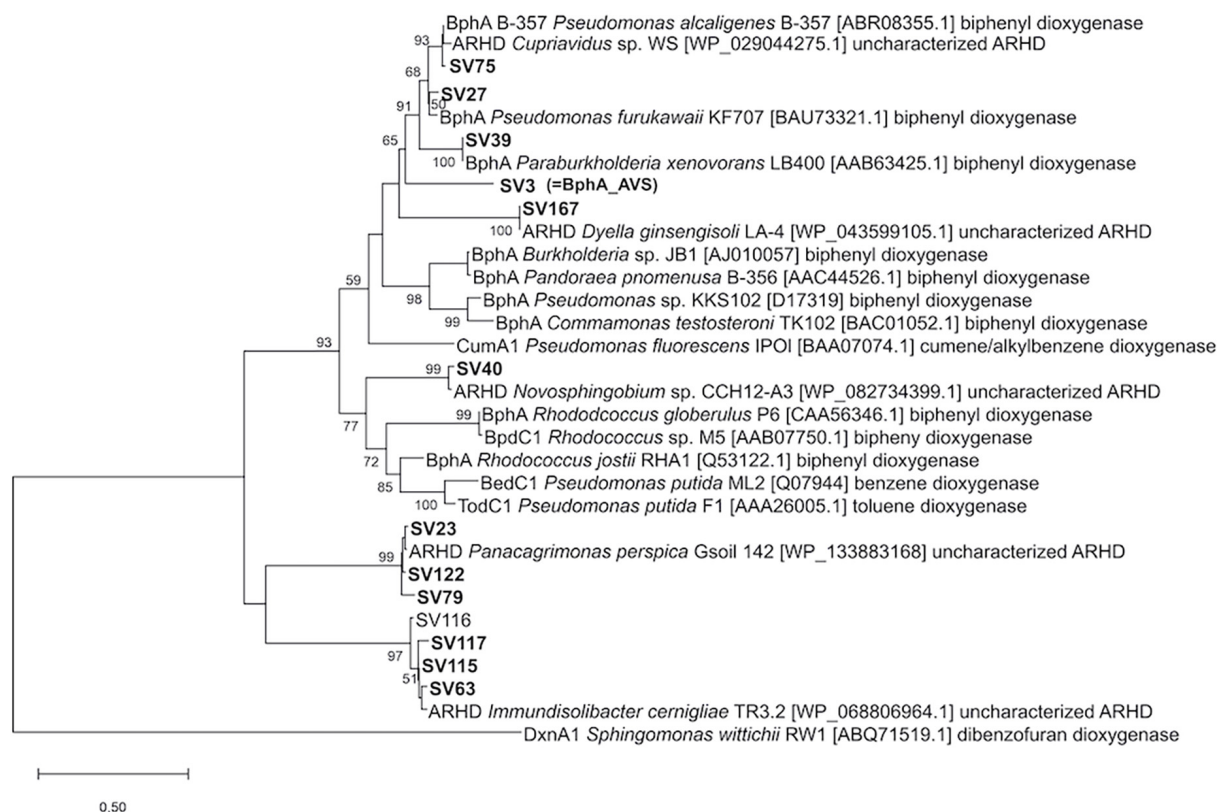 BphA B-357 Pseudomonas alcaligenes B-357 [ABR08355.1] biphenyl dioxygenase
93
ARHD Cupriavidus sp. WS [WP_029044275.1] uncharacterized ARHD
SV75
68
SV27
50
91
BphA Pseudomonas furukawaii KF707 [BAU73321.1] biphenyl dioxygenase
SV39
65
100
BphA Paraburkholderia xenovorans LB400 [AAB63425.1] biphenyl dioxygenase
SV3 (=BphA_AVS)
SV167
100
ARHD Dyella ginsengisoli LA-4 [WP_043599105.1] uncharacterized ARHD
BphA Burkholderia sp. JB1 [AJ010057] biphenyl dioxygenase
BphA Pandoraea pnomenusa B-356 [AAC44526.1] biphenyl dioxygenase
59
98
BphA Pseudomonas sp. KKS102 [D17319] biphenyl dioxygenase
99
BphA Commamonas testosteroni TK102 [BAC01052.1] biphenyl dioxygenase
93
CumA1 Pseudomonas fluorescens IPOI [BAA07074.1] cumene/alkylbenzene dioxygenase
99
SV40
ARHD Novosphingobium sp. CCH12-A3 [WP_082734399.1] uncharacterized ARHD
99
BphA Rhododcoccus globerulus P6 [CAA56346.1] biphenyl dioxygenase
77
BpdC1 Rhodococcus sp. M5 [AAB07750.1] bipheny dioxygenase
72
BphA Rhodococcus jostii RHA1 [Q53122.1] biphenyl dioxygenase
85
BedC1 Pseudomonas putida ML2 [Q07944] benzene dioxygenase
100
TodC1 Pseudomonas putida F1 [AAA26005.1] toluene dioxygenase
SV23
99
ARHD Panacagrimonas perspica Gsoil 142 [WP_133883168] uncharacterized ARHD
SV122
SV79
SV116
SV117
97
SV115
51
SV63
ARHD Immundisolibacter cernigliae TR3.2 [WP_068806964.1] uncharacterized ARHD
DxnA1 Sphingomonas wittichii RW1 [ABQ71519.1] dibenzofuran dioxygenase
0.50